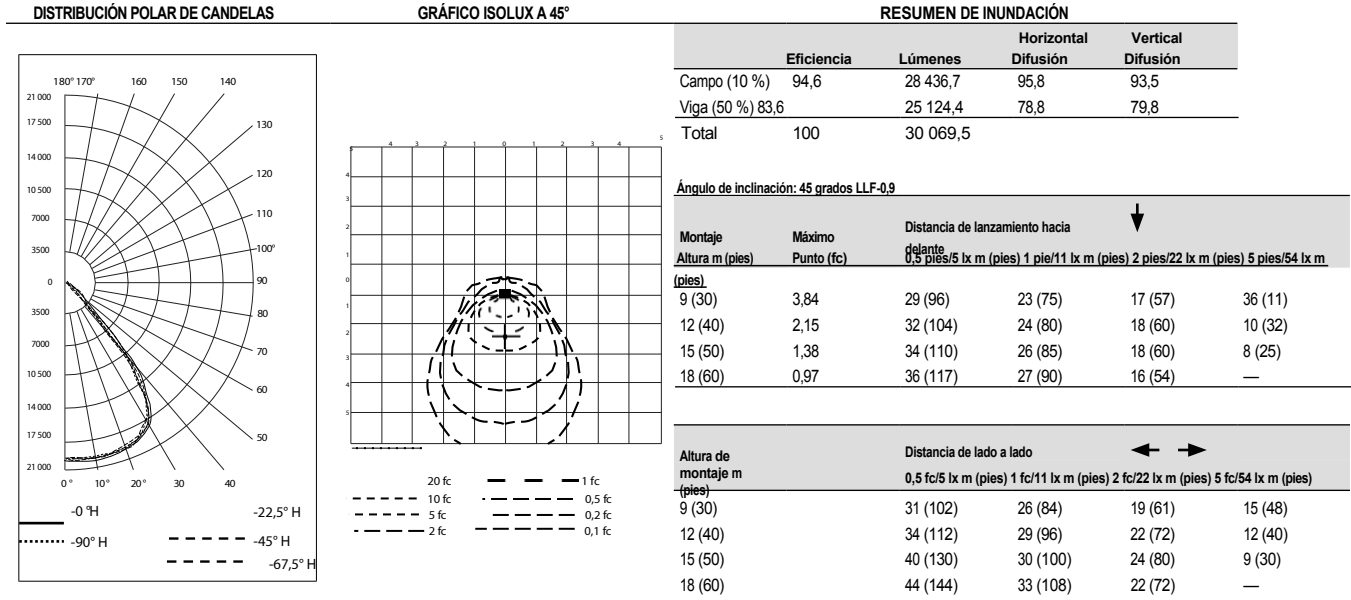 DISTRIBUCIÓN POLAR DE CANDELAS
180° 170° 160 150 140
21 000
17 500
14 000
10 500
7000
3500
0
3500
7000
10 500
14 000
17 500
21 000
130
120
110
100°
90
80
70
60
50
0° 10° 20° 30 40
-0 °H -22,5° H
-90° H -45° H
-67,5° H
GRÁFICO ISOLUX A 45°
5 4 3 2 1 0 1 2 3 4 5
4
3
2
1
0
1
2
3
4
5
20 fc 1 fc
10 fc 0,5 fc
5 fc 0,2 fc
2 fc 0,1 fc
RESUMEN DE INUNDACIÓN
Horizontal Vertical
Eficiencia Lúmenes Difusión Difusión
Campo (10 %) 94,6 28 436,7 95,8 93,5
Viga (50 %) 83,6 25 124,4 78,8 79,8
Total 100 30 069,5
Ángulo de inclinación: 45 grados LLF-0,9
Montaje Máximo Distancia de lanzamiento hacia
delante
Altura m (pies) Punto (fc) 0,5 pies/5 lx m (pies) 1 pie/11 lx m (pies) 2 pies/22 lx m (pies) 5 pies/54 lx m
(pies)
9 (30) 3,84 29 (96) 23 (75) 17 (57) 36 (11)
12 (40) 2,15 32 (104) 24 (80) 18 (60) 10 (32)
15 (50) 1,38 34 (110) 26 (85) 18 (60) 8 (25)
18 (60) 0,97 36 (117) 27 (90) 16 (54) —
Altura de Distancia de lado a lado
montaje m 0,5 fc/5 lx m (pies) 1 fc/11 lx m (pies) 2 fc/22 lx m (pies) 5 fc/54 lx m (pies)
(pies)
9 (30) 31 (102) 26 (84) 19 (61) 15 (48)
12 (40) 34 (112) 29 (96) 22 (72) 12 (40)
15 (50) 40 (130) 30 (100) 24 (80) 9 (30)
18 (60) 44 (144) 33 (108) 22 (72) —